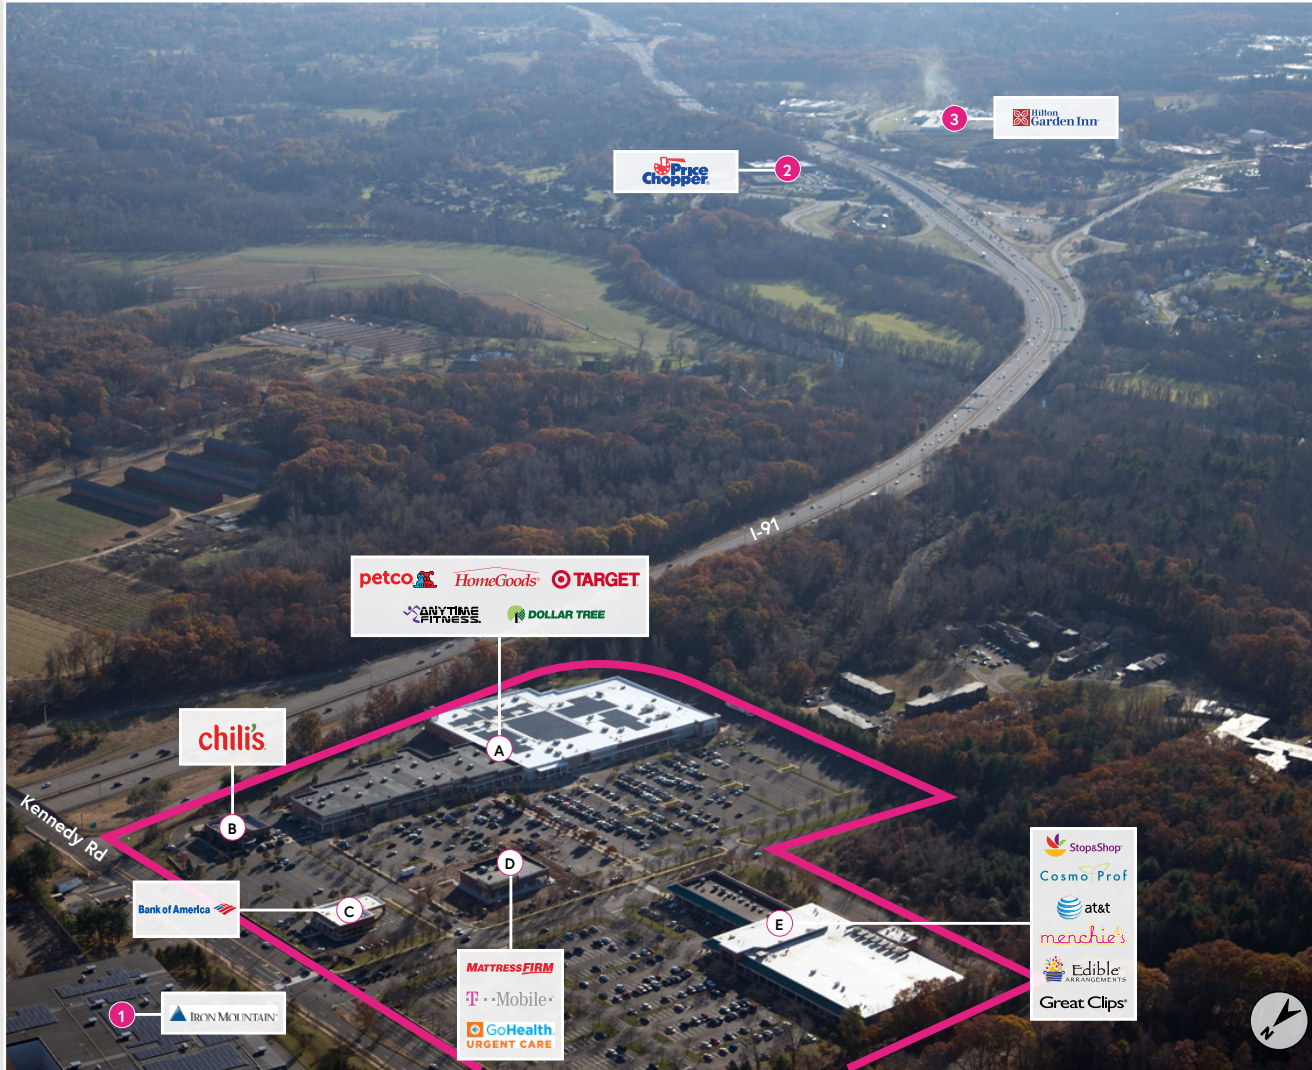 3
Hilton
Garden Inn
Price
Chopper
2
I-91
petco HomeGoods TARGET
ANYTIME
FITNESS. DOLLAR TREE
A
chili's
B
Kennedy Rd
D
Bank of America
C
E
Stop&Shop
Cosmo Prof
at&t
menchie's
Edible
ARRANGEMENTS
Great Clips
MATTRESS FIRM
T · · Mobile ·
GoHealth
URGENT CARE
1
IRON MOUNTAIN
N